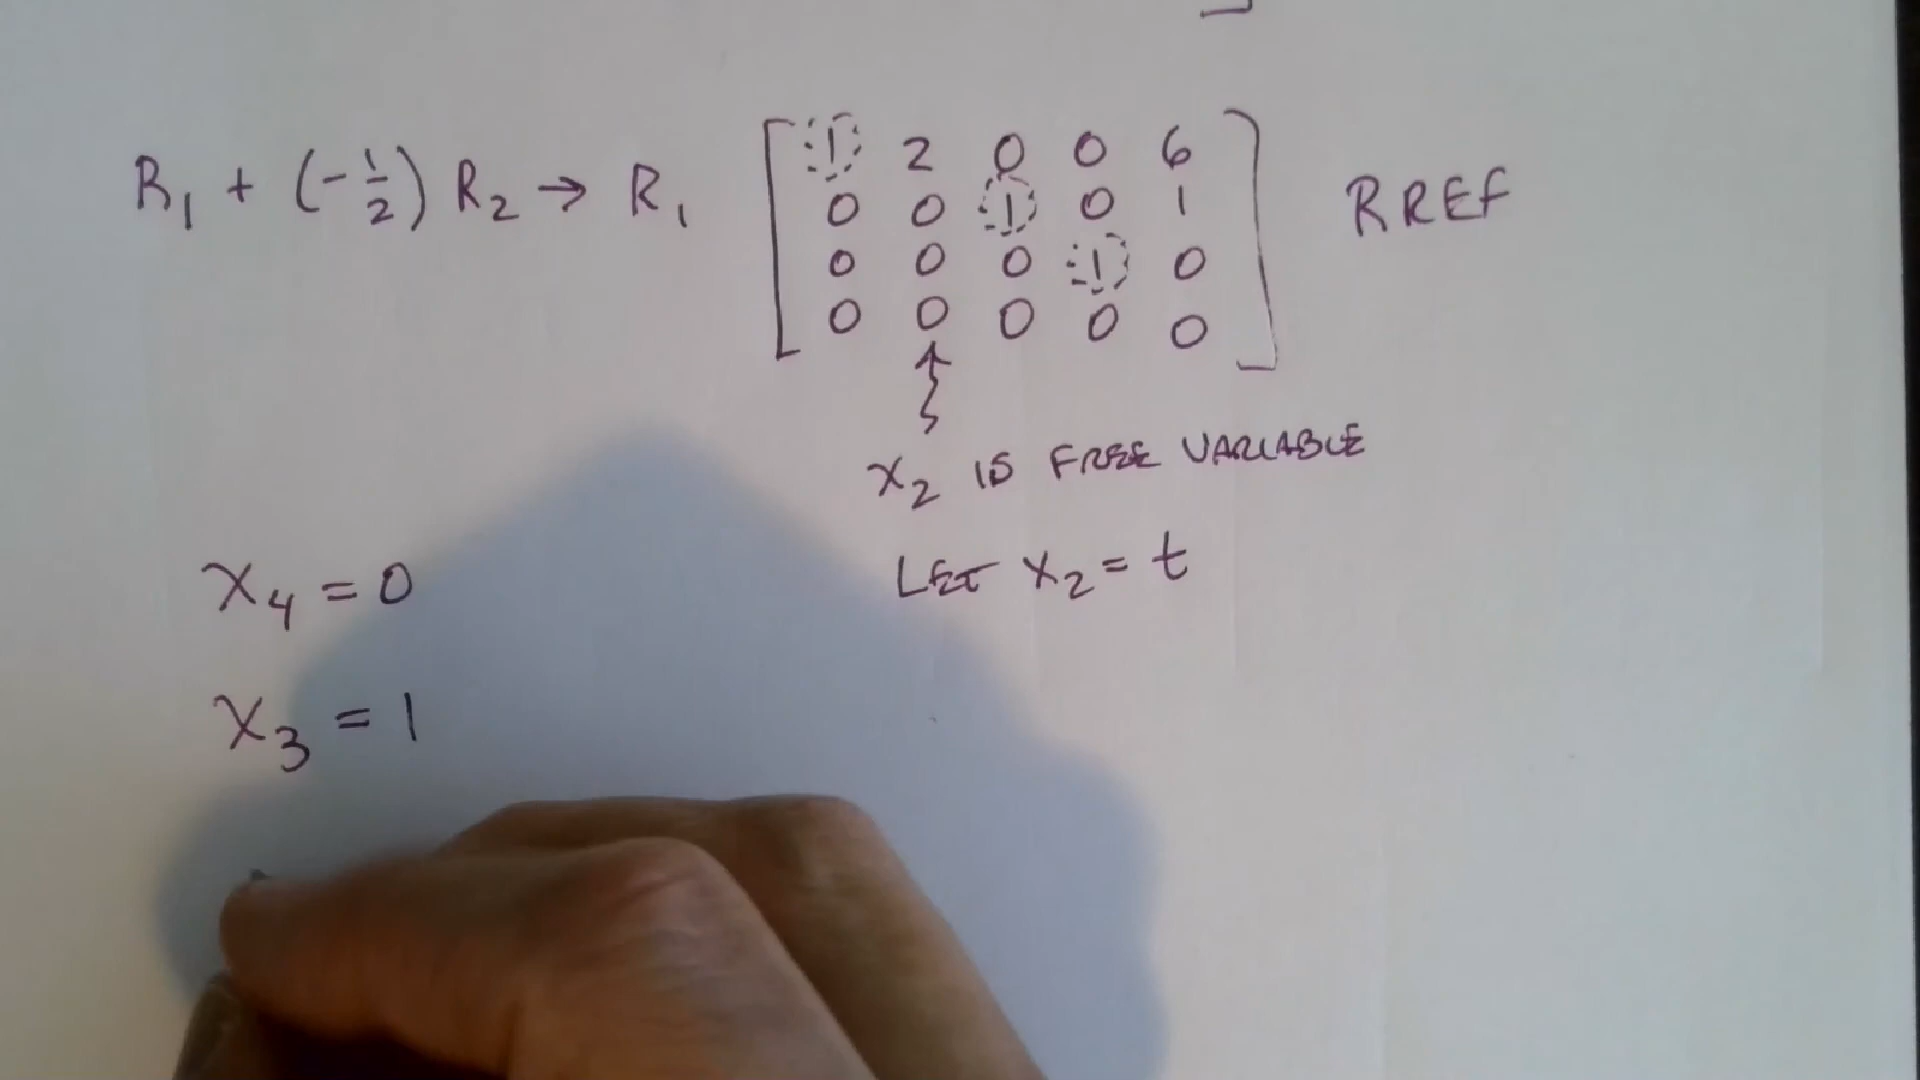 R₁ + (-1/2) R₂ → R₁
1 2 0 0 6
0 0 1 0 1
0 0 0 1 0
0 0 0 0 0
RREF
X₂ IS FREE VARIABLE
LET X₂ = t
X₄ = 0
X₃ = 1